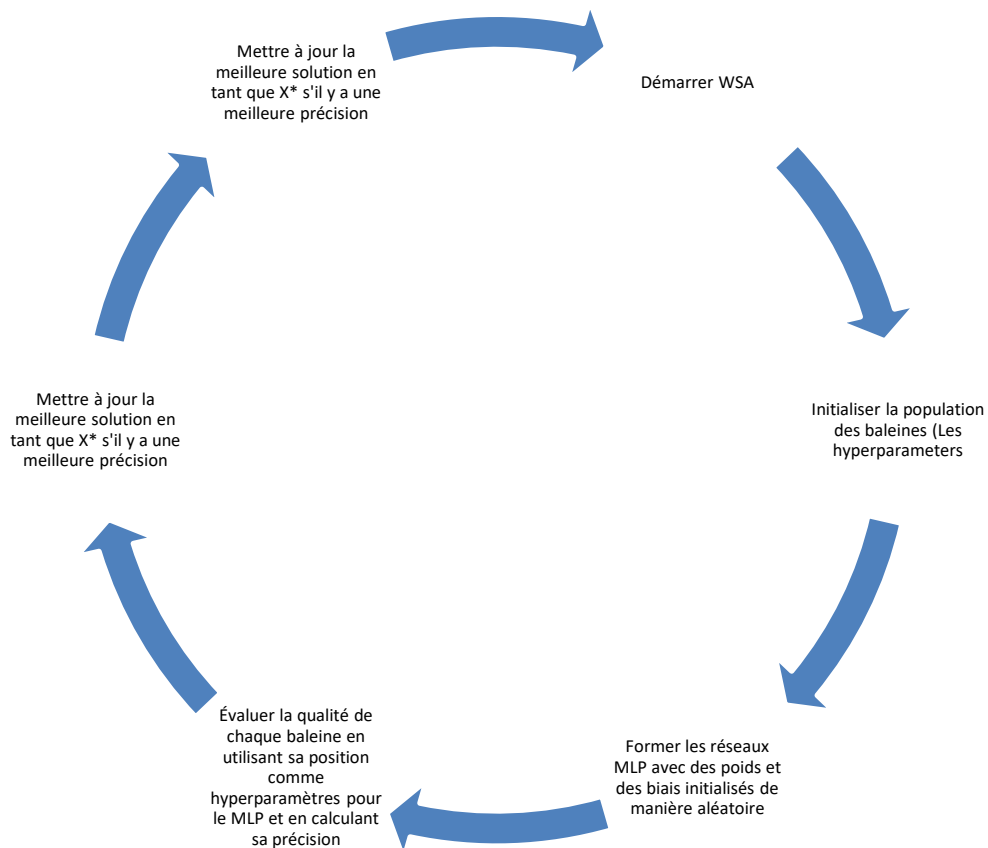 Mettre à jour la
meilleure solution en
tant que X* s'il y a une
meilleure précision
Démarrer WSA
Initialiser la population
des baleines (Les
hyperparameters
Former les réseaux
MLP avec des poids et
des biais initialisés de
manière aléatoire
Évaluer la qualité de
chaque baleine en
utilisant sa position
comme
hyperparamètres pour
le MLP et en calculant
sa précision
Mettre à jour la
meilleure solution en
tant que X* s'il y a une
meilleure précision